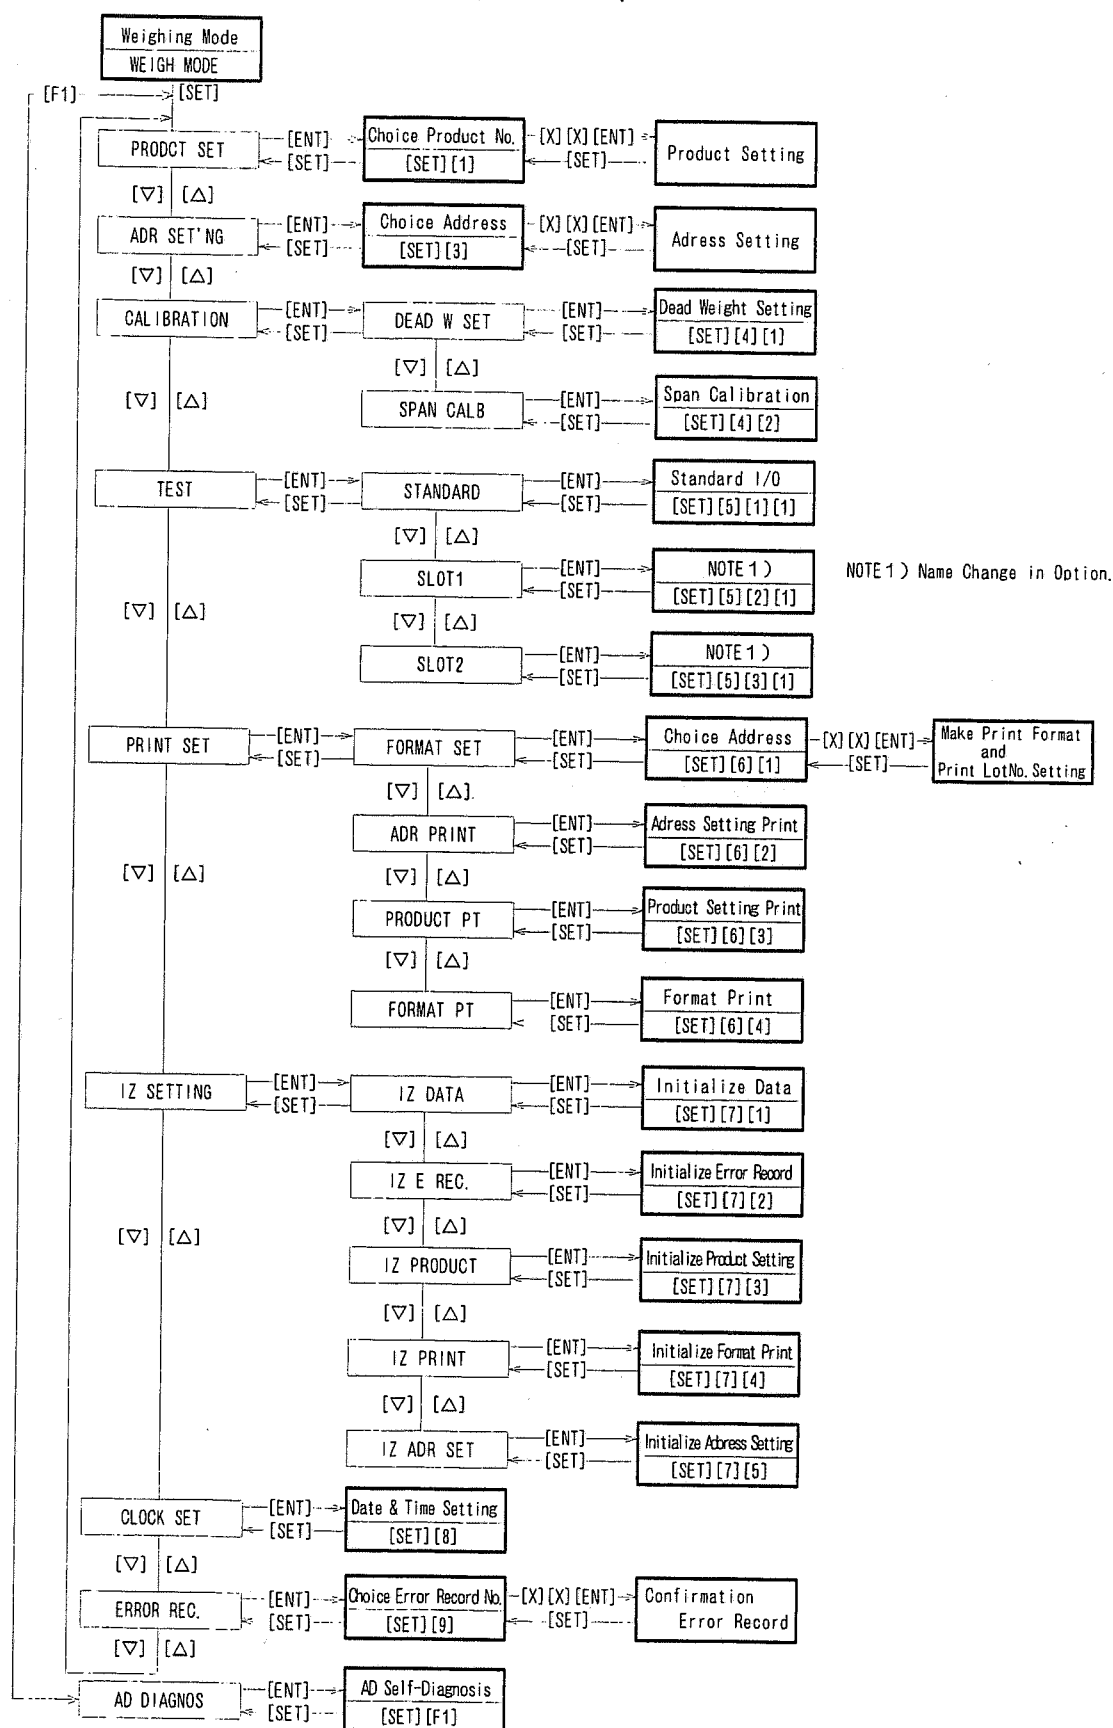 Weighing Mode
WEIGH MODE
[F1] [SET]
PRODCT SET [ENT] [SET] Choice Product No. [SET][1] [X][X][ENT] [SET] Product Setting
[▽] [△]
ADR SET'NG [ENT] [SET] Choice Address [SET][3] [X][X][ENT] [SET] Adress Setting
[▽] [△]
CALIBRATION [ENT] [SET] DEAD W SET [ENT] [SET] Dead Weight Setting [SET][4][1]
[▽] [△]
[▽] [△] SPAN CALB [ENT] [SET] Span Calibration [SET][4][2]
TEST [ENT] [SET] STANDARD [ENT] [SET] Standard I/O [SET][5][1][1]
[▽] [△]
SLOT1 [ENT] [SET] NOTE1) [SET][5][2][1] NOTE1) Name Change in Option.
[▽] [△] [▽] [△]
SLOT2 [ENT] [SET] NOTE1) [SET][5][3][1]
PRINT SET [ENT] [SET] FORMAT SET [ENT] [SET] Choice Address [SET][6][1] [X][X][ENT] [SET] Make Print Format and Print LotNo. Setting
[▽] [△]
ADR PRINT [ENT] [SET] Adress Setting Print [SET][6][2]
[▽] [△] [▽] [△]
PRODUCT PT [ENT] [SET] Product Setting Print [SET][6][3]
[▽] [△]
FORMAT PT [ENT] [SET] Format Print [SET][6][4]
IZ SETTING [ENT] [SET] IZ DATA [ENT] [SET] Initialize Data [SET][7][1]
[▽] [△]
IZ E REC. [ENT] [SET] Initialize Error Record [SET][7][2]
[▽] [△] [▽] [△]
IZ PRODUCT [ENT] [SET] Initialize Product Setting [SET][7][3]
[▽] [△]
IZ PRINT [ENT] [SET] Initialize Format Print [SET][7][4]
[▽] [△]
IZ ADR SET [ENT] [SET] Initialize Adress Setting [SET][7][5]
CLOCK SET [ENT] [SET] Date & Time Setting [SET][8]
[▽] [△]
ERROR REC. [ENT] [SET] Choice Error Record No. [SET][9] [X][X][ENT] [SET] Confirmation Error Record
[▽] [△]
AD DIAGNOS [ENT] [SET] AD Self-Diagnosis [SET][F1]